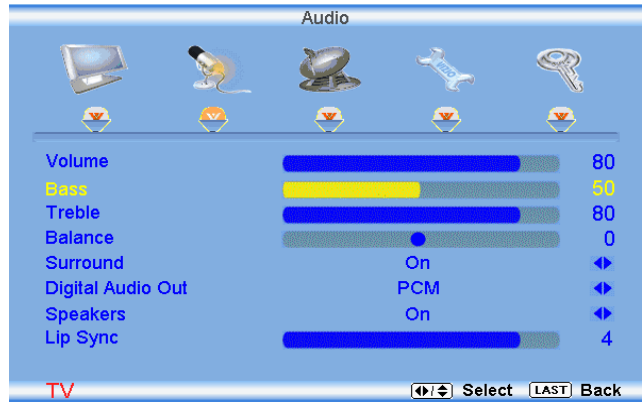 Audio
VIZIO
Volume 80
Bass 50
Treble 80
Balance 0
Surround On
Digital Audio Out PCM
Speakers On
Lip Sync 4
TV Select LAST Back